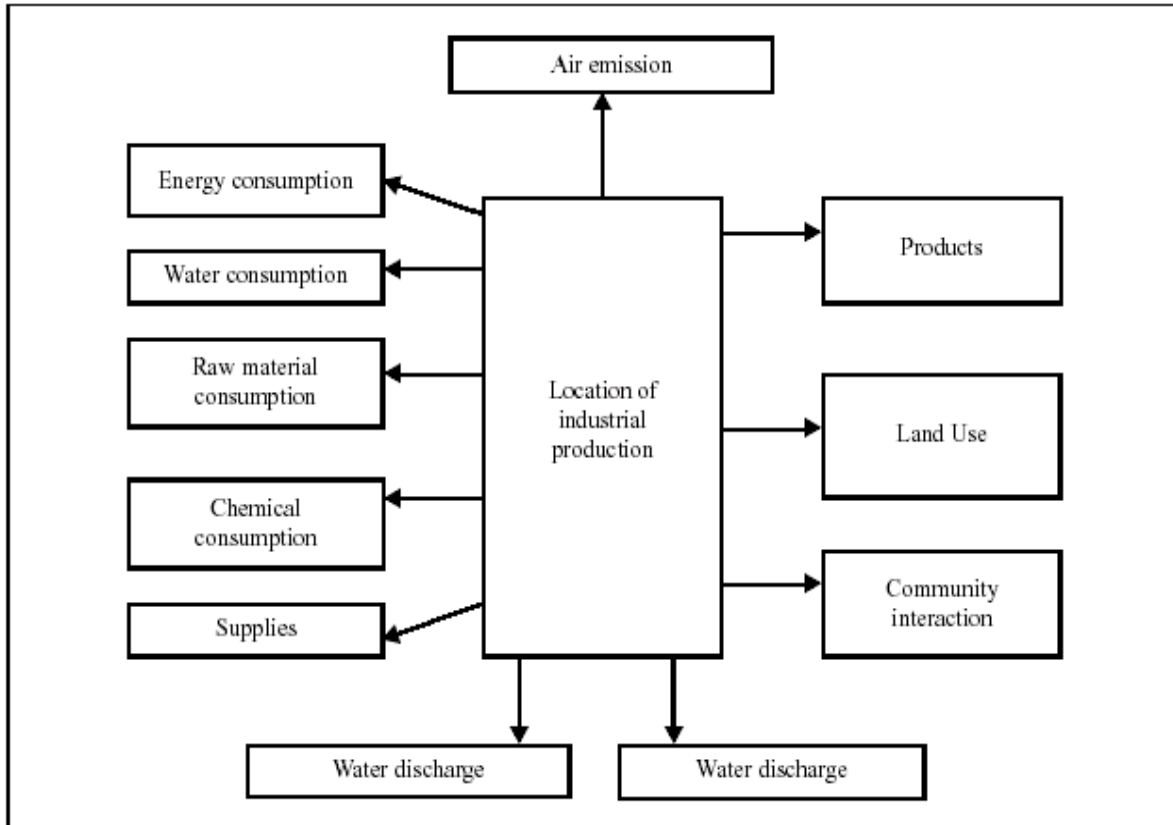 Air emission
Energy consumption
Water consumption
Raw material
consumption
Chemical
consumption
Supplies
Location of
industrial
production
Products
Land Use
Community
interaction
Water discharge
Water discharge